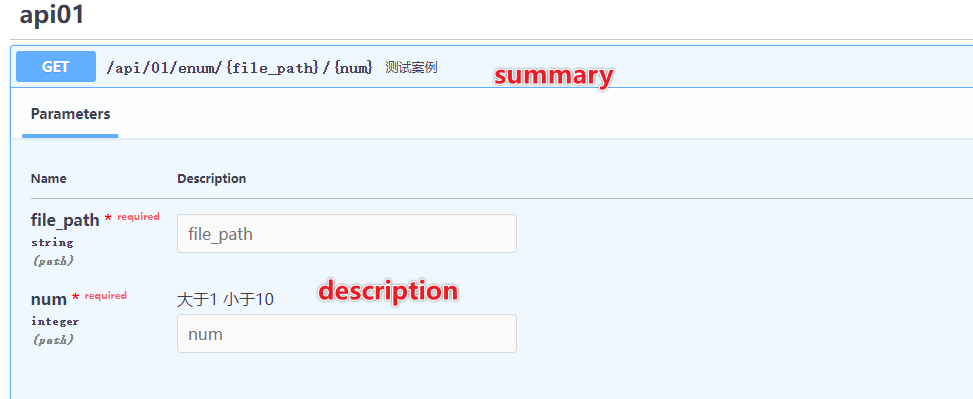 api01
GET /api/01/enum/{file_path}/{num} 测试案例 summary
Parameters
Name Description
file_path * required
string
(path)
file_path
num * required
integer
(path)
大于1 小于10 description
num